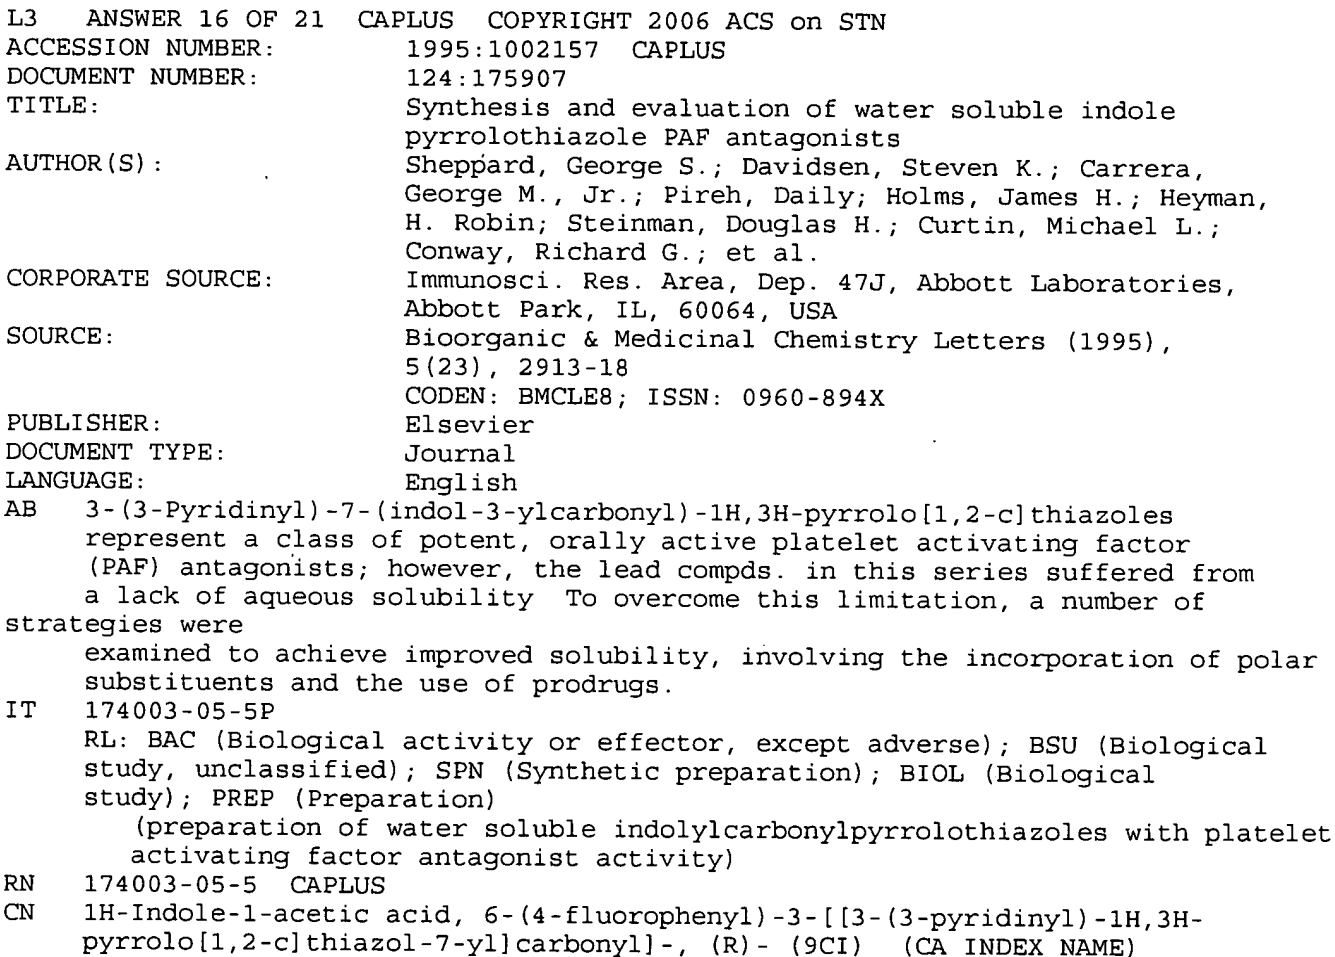 L3 ANSWER 16 OF 21 CAPLUS COPYRIGHT 2006 ACS on STN
ACCESSION NUMBER: 1995:1002157 CAPLUS
DOCUMENT NUMBER: 124:175907
TITLE: Synthesis and evaluation of water soluble indole
pyrrolothiazole PAF antagonists
AUTHOR(S): Sheppard, George S.; Davidsen, Steven K.; Carrera,
George M., Jr.; Pireh, Daily; Holms, James H.; Heyman,
H. Robin; Steinman, Douglas H.; Curtin, Michael L.;
Conway, Richard G.; et al.
CORPORATE SOURCE: Immunosci. Res. Area, Dep. 47J, Abbott Laboratories,
Abbott Park, IL, 60064, USA
SOURCE: Bioorganic & Medicinal Chemistry Letters (1995),
5(23), 2913-18
CODEN: BMCLE8; ISSN: 0960-894X
PUBLISHER: Elsevier
DOCUMENT TYPE: Journal
LANGUAGE: English
AB 3-(3-Pyridinyl)-7-(indol-3-ylcarbonyl)-1H,3H-pyrrolo[1,2-c]thiazoles
represent a class of potent, orally active platelet activating factor
(PAF) antagonists; however, the lead compds. in this series suffered from
a lack of aqueous solubility To overcome this limitation, a number of
strategies were
examined to achieve improved solubility, involving the incorporation of polar
substituents and the use of prodrugs.
IT 174003-05-5P
RL: BAC (Biological activity or effector, except adverse); BSU (Biological
study, unclassified); SPN (Synthetic preparation); BIOL (Biological
study); PREP (Preparation)
(preparation of water soluble indolylcarbonylpyrrolothiazoles with platelet
activating factor antagonist activity)
RN 174003-05-5 CAPLUS
CN 1H-Indole-1-acetic acid, 6-(4-fluorophenyl)-3-[[3-(3-pyridinyl)-1H,3H-
pyrrolo[1,2-c]thiazol-7-yl]carbonyl]-, (R)- (9CI) (CA INDEX NAME)